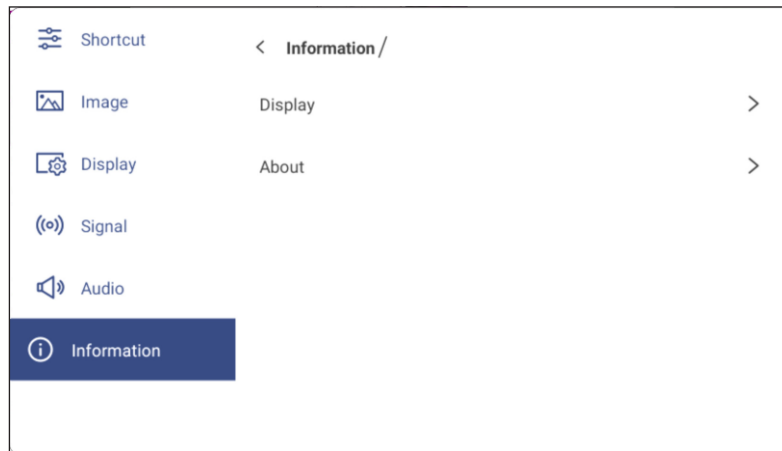 Shortcut
Image
Display
Signal
Audio
Information
< Information /
Display >
About >